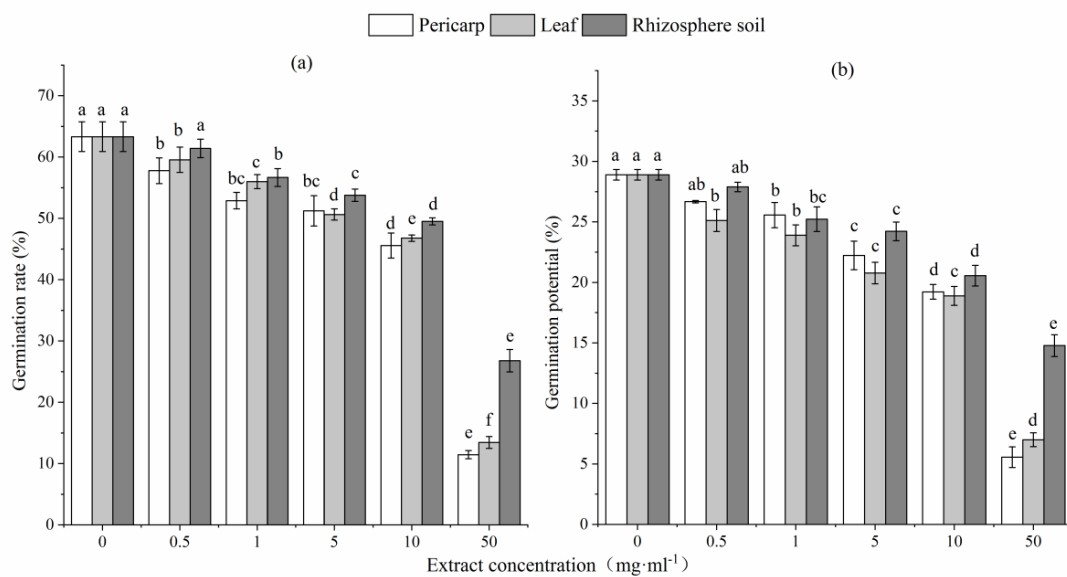 Pericarp Leaf Rhizosphere soil
(a)
Germination rate (%)
70
60
50
40
30
20
10
0
a a a
b b a
bc c b
bc d c
d e d
e f e
0 0.5 1 5 10 50
(b)
Germination potential (%)
35
30
25
20
15
10
5
0
a a a
ab b ab
b b bc
c c c
d c d
e d e
0 0.5 1 5 10 50
Extract concentration（mg·ml⁻¹）